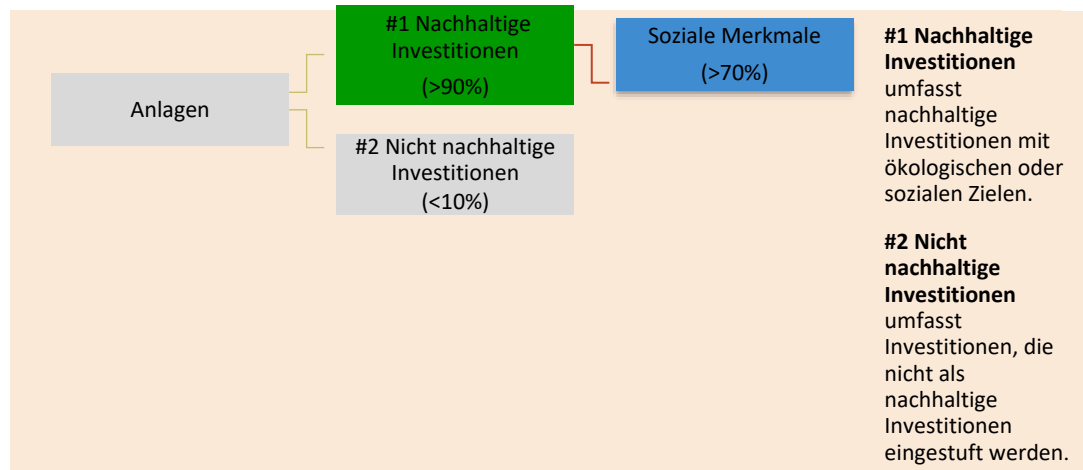 Anlagen
#1 Nachhaltige
Investitionen
(>90%)
#2 Nicht nachhaltige
Investitionen
(<10%)
Soziale Merkmale
(>70%)
#1 Nachhaltige
Investitionen
umfasst
nachhaltige
Investitionen mit
ökologischen oder
sozialen Zielen.
#2 Nicht
nachhaltige
Investitionen
umfasst
Investitionen, die
nicht als
nachhaltige
Investitionen
eingestuft werden.